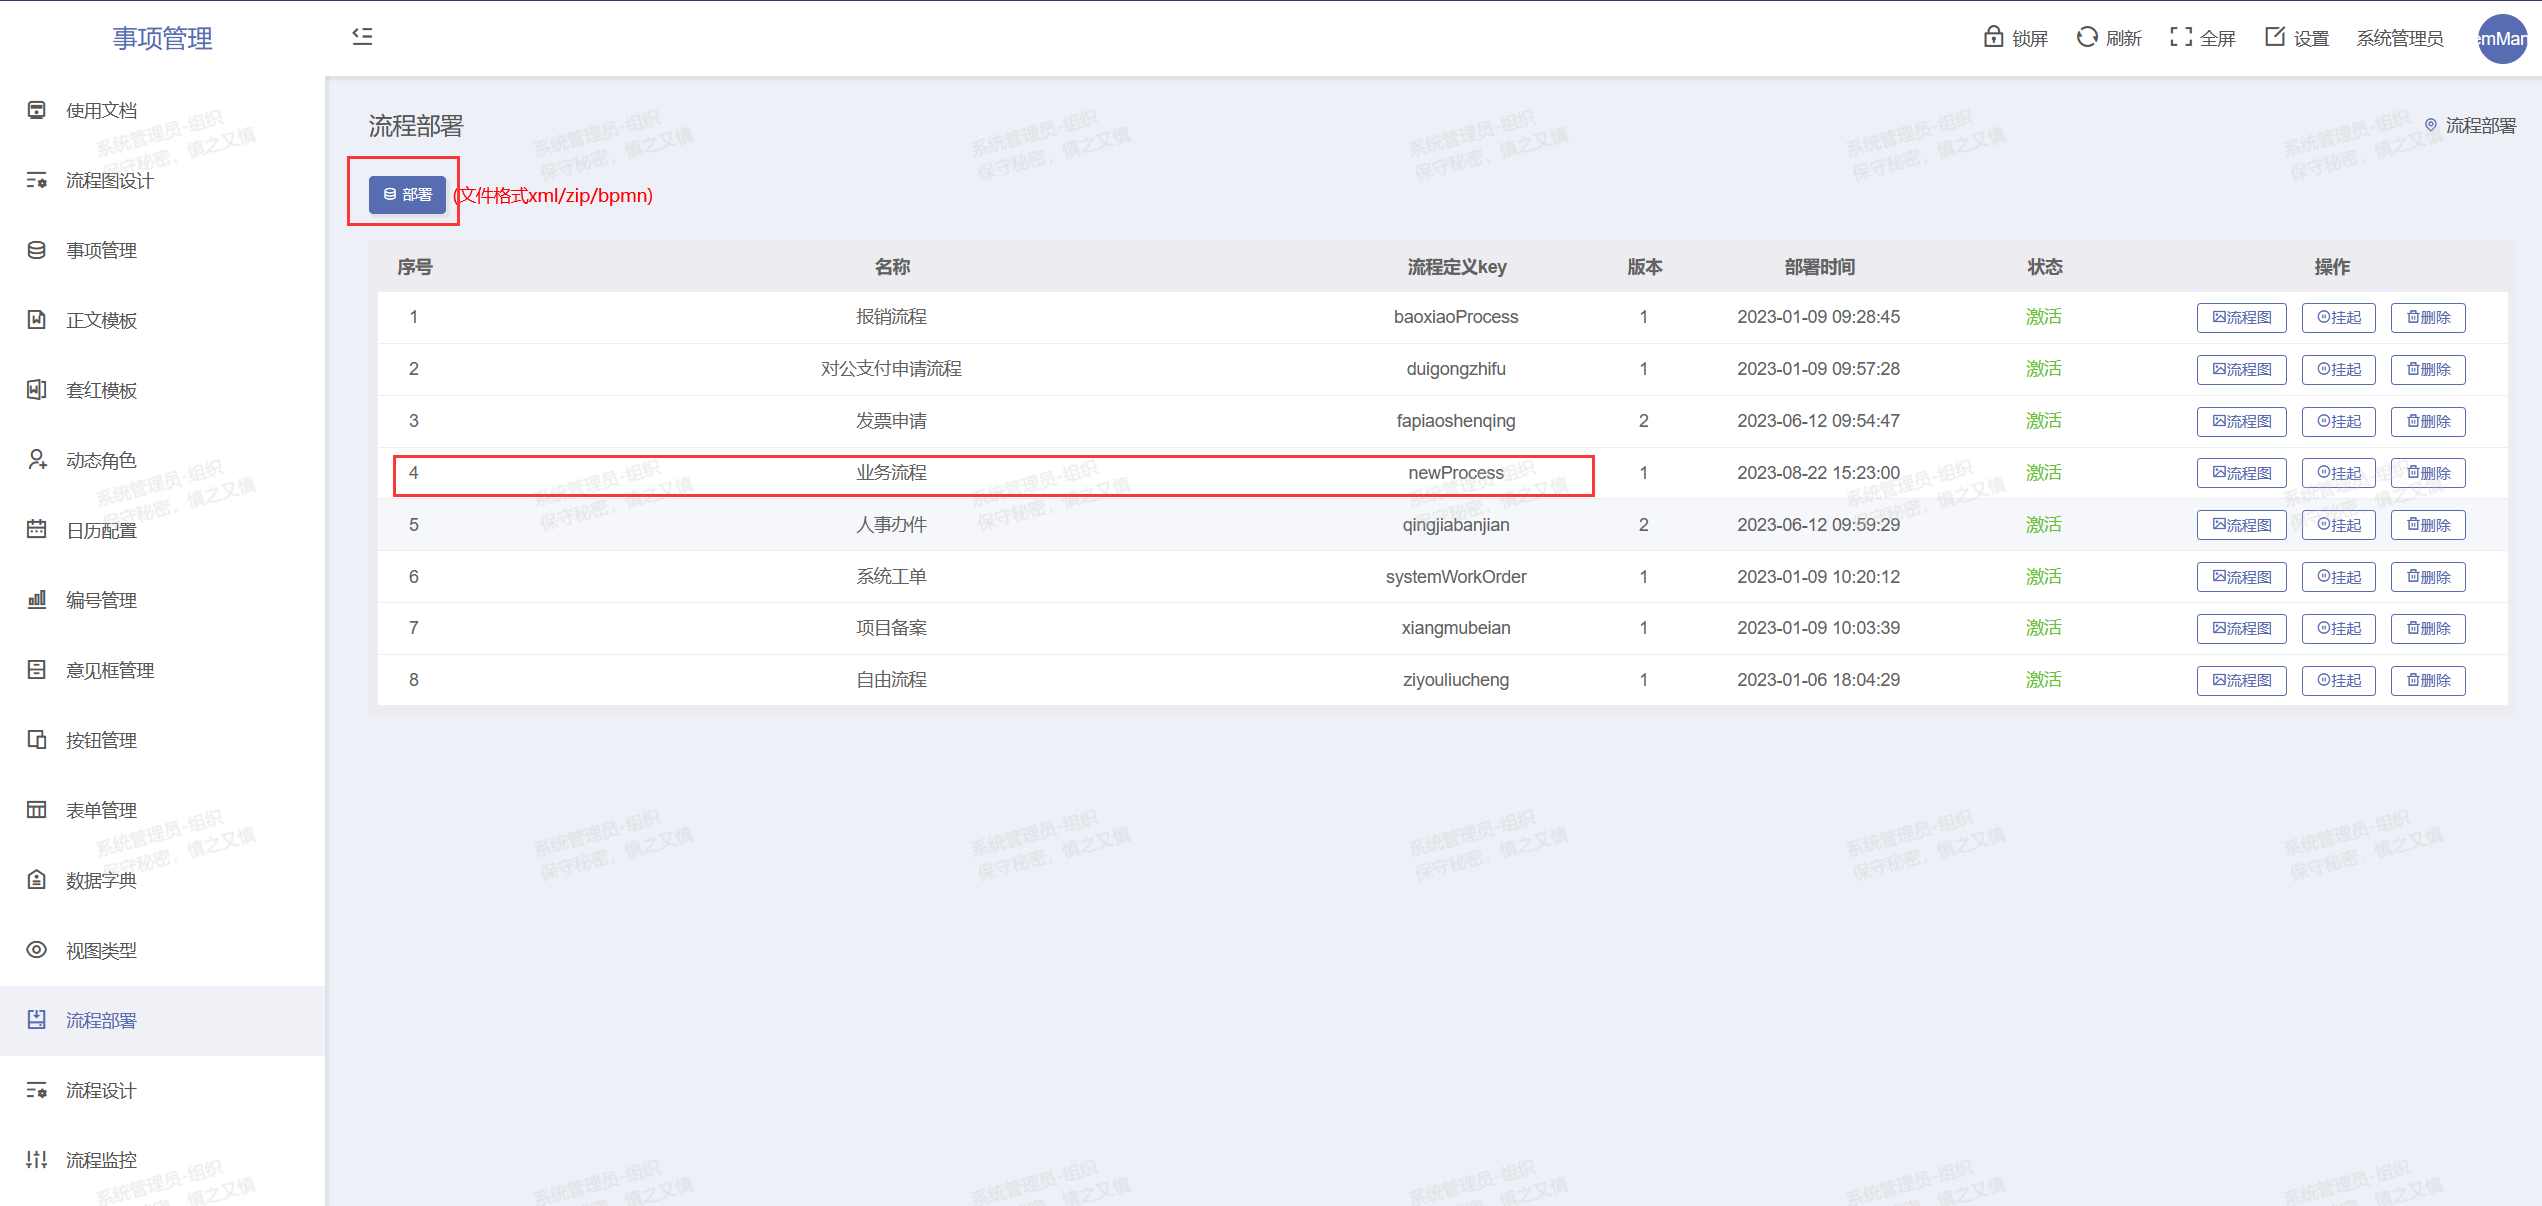 事项管理
锁屏 刷新 全屏 设置 系统管理员 emMan
使用文档
流程图设计
事项管理
正文模板
套红模板
动态角色
日历配置
编号管理
意见框管理
按钮管理
表单管理
数据字典
视图类型
流程部署
流程设计
流程监控
流程部署
流程部署
部署 (文件格式xml/zip/bpmn)
序号 名称 流程定义key 版本 部署时间 状态 操作
1 报销流程 baoxiaoProcess 1 2023-01-09 09:28:45 激活 流程图 挂起 删除
2 对公支付申请流程 duigongzhifu 1 2023-01-09 09:57:28 激活 流程图 挂起 删除
3 发票申请 fapiaoshenqing 2 2023-06-12 09:54:47 激活 流程图 挂起 删除
4 业务流程 newProcess 1 2023-08-22 15:23:00 激活 流程图 挂起 删除
5 人事办件 qingjiabanjian 2 2023-06-12 09:59:29 激活 流程图 挂起 删除
6 系统工单 systemWorkOrder 1 2023-01-09 10:20:12 激活 流程图 挂起 删除
7 项目备案 xiangmubeian 1 2023-01-09 10:03:39 激活 流程图 挂起 删除
8 自由流程 ziyouliucheng 1 2023-01-06 18:04:29 激活 流程图 挂起 删除
系统管理员-组织
保守秘密，慎之又慎